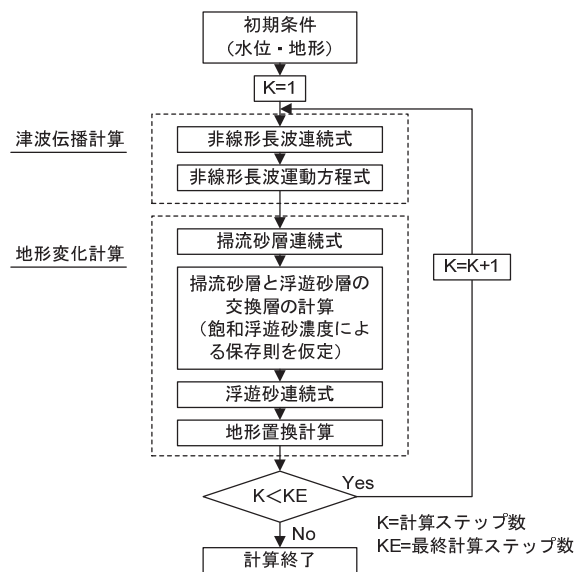 初期条件
(水位・地形)
K=1
津波伝播計算
非線形長波連続式
非線形長波運動方程式
地形変化計算
掃流砂層連続式
K=K+1
掃流砂層と浮遊砂層の
交換層の計算
(飽和浮遊砂濃度によ
る保存則を仮定)
浮遊砂連続式
地形置換計算
K<KE
Yes
No
K=計算ステップ数
KE=最終計算ステップ数
計算終了